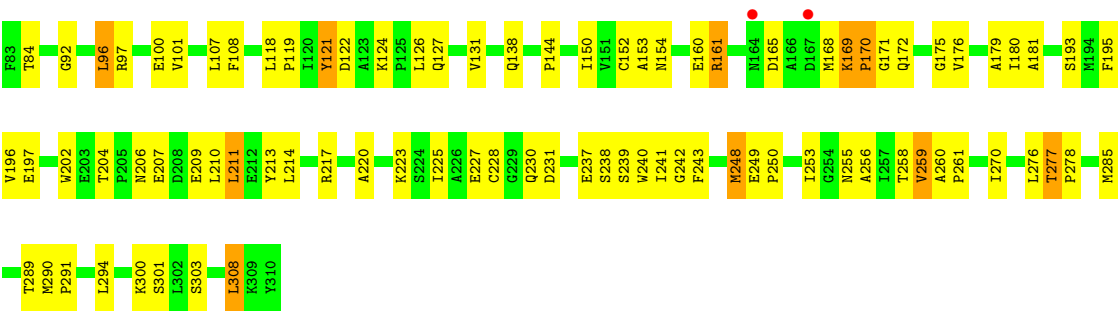 F83 T84 G92 L96 R97 E100 V101 L107 F108 L118 P119 I120 Y121 D122 A123 K124 P125 L126 Q127 V131 Q138 P144 I150 V151 C152 A153 N154 E160 R161 N164 D165 A166 D167 M168 K169 P170 G171 Q172 G175 V176 A179 I180 A181 S193 M194 F195
V196 E197 W202 E203 T204 P205 N206 E207 D208 E209 L210 L211 E212 Y213 L214 R217 A220 K223 S224 I225 A226 E227 C228 G229 Q230 D231 E237 S238 S239 W240 I241 G242 F243 M248 E249 P250 I253 G254 N255 A256 I257 T258 V259 A260 P261 I270 L276 T277 P278 M285
T289 M290 P291 L294 K300 S301 L302 S303 L308 K309 Y310